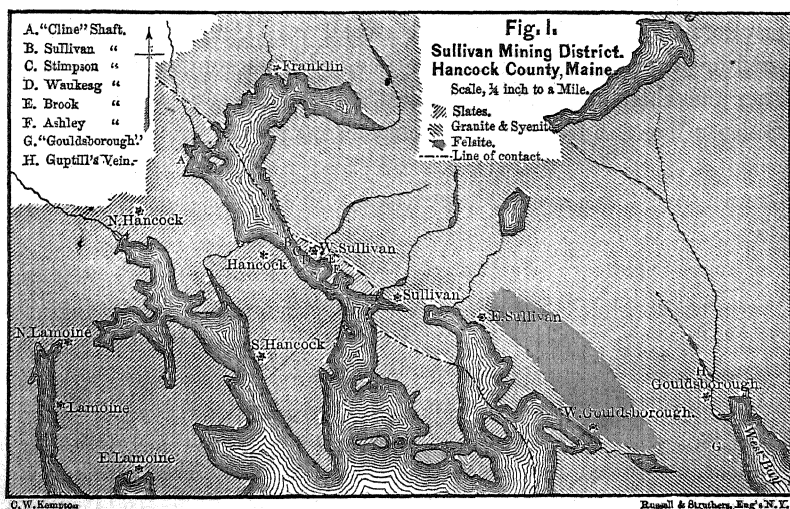 A. "Cline" Shaft.
B. Sullivan "
C. Stimpson "
D. Waukeag "
E. Brook "
F. Ashley "
G. "Gouldsborough".
H. Guptill's Vein.
Fig. 1.
Sullivan Mining District.
Hancock County, Maine.
Scale, ¼ inch to a Mile.
Slates.
Granite & Syenite
Felsite.
Line of contact.
Franklin
A
N. Hancock
W. Sullivan
Hancock
Sullivan
E. Sullivan
N. Lamoine
S. Hancock
H
Gouldsborough.
Lamoine
W. Gouldsborough.
G
E. Lamoine
C. W. Kempton
Russell & Struthers, Eng's N.Y.